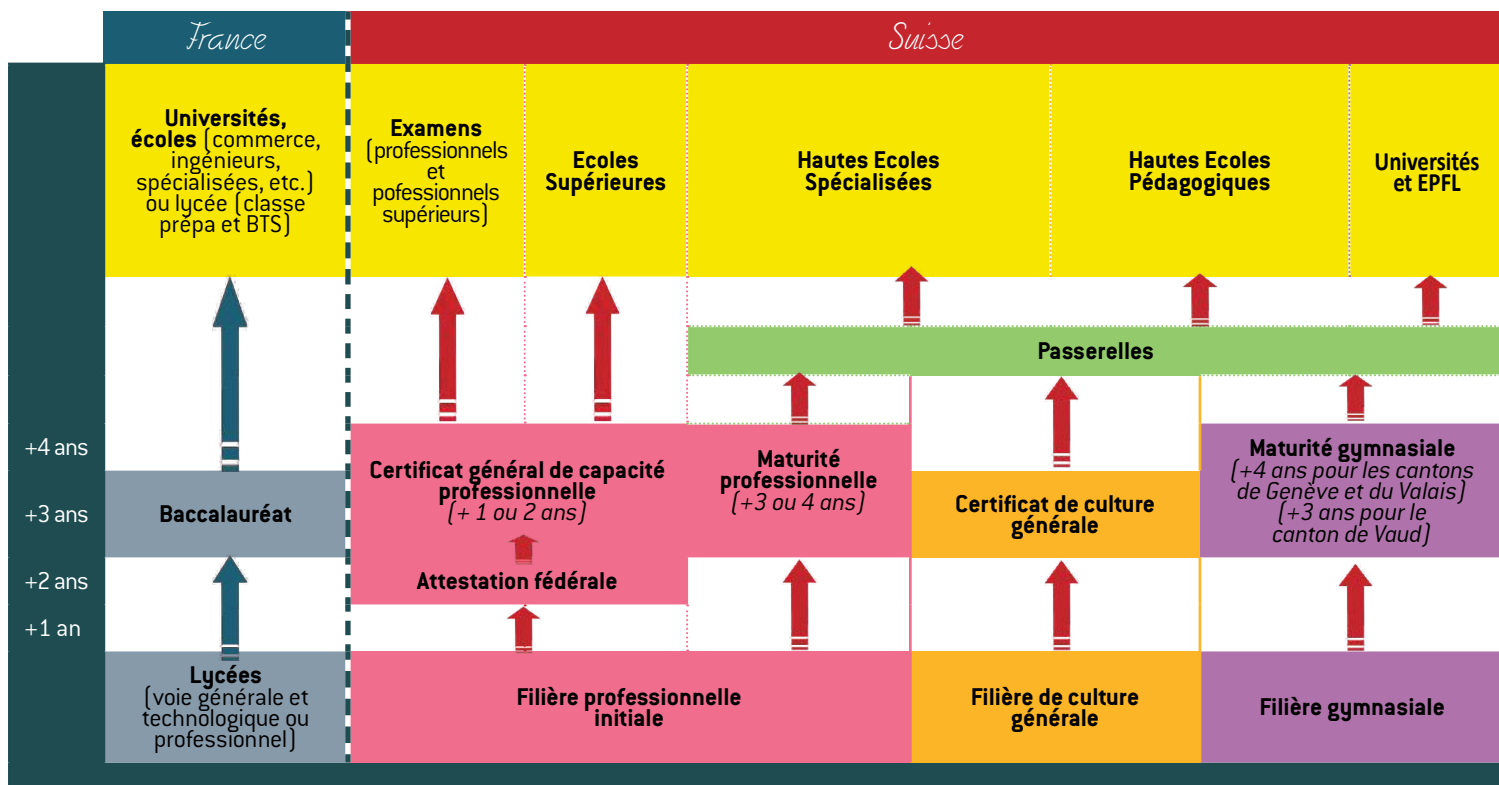 France
Suisse
Universités,
écoles (commerce,
ingénieurs,
spécialisées, etc.)
ou lycée (classe
prépa et BTS)
Examens
(professionnels
et
pofessionnels
supérieurs)
Ecoles
Supérieures
Hautes Ecoles
Spécialisées
Hautes Ecoles
Pédagogiques
Universités
et EPFL
Passerelles
+4 ans
+3 ans
+2 ans
+1 an
Baccalauréat
Certificat général de capacité
professionnelle
(+ 1 ou 2 ans)
Attestation fédérale
Maturité
professionnelle
(+3 ou 4 ans)
Certificat de culture
générale
Maturité gymnasiale
(+4 ans pour les cantons
de Genève et du Valais)
(+3 ans pour le
canton de Vaud)
Lycées
(voie générale et
technologique ou
professionnel)
Filière professionnelle
initiale
Filière de culture
générale
Filière gymnasiale